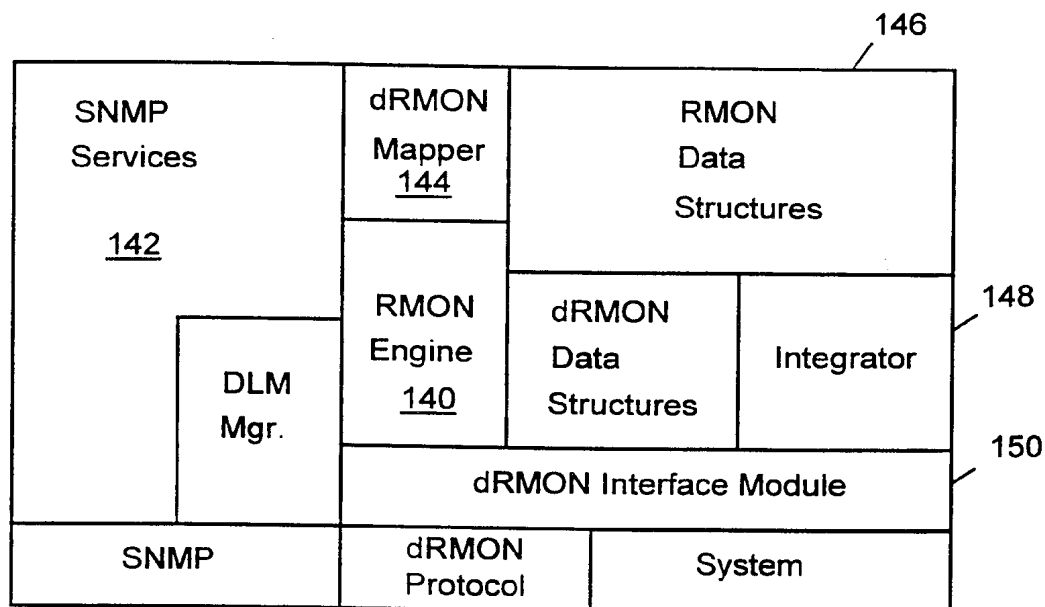 146
SNMP
Services
142
dRMON
Mapper
144
RMON
Data
Structures
RMON
Engine
140
dRMON
Data
Structures
Integrator
148
DLM
Mgr.
dRMON Interface Module
150
SNMP
dRMON
Protocol
System